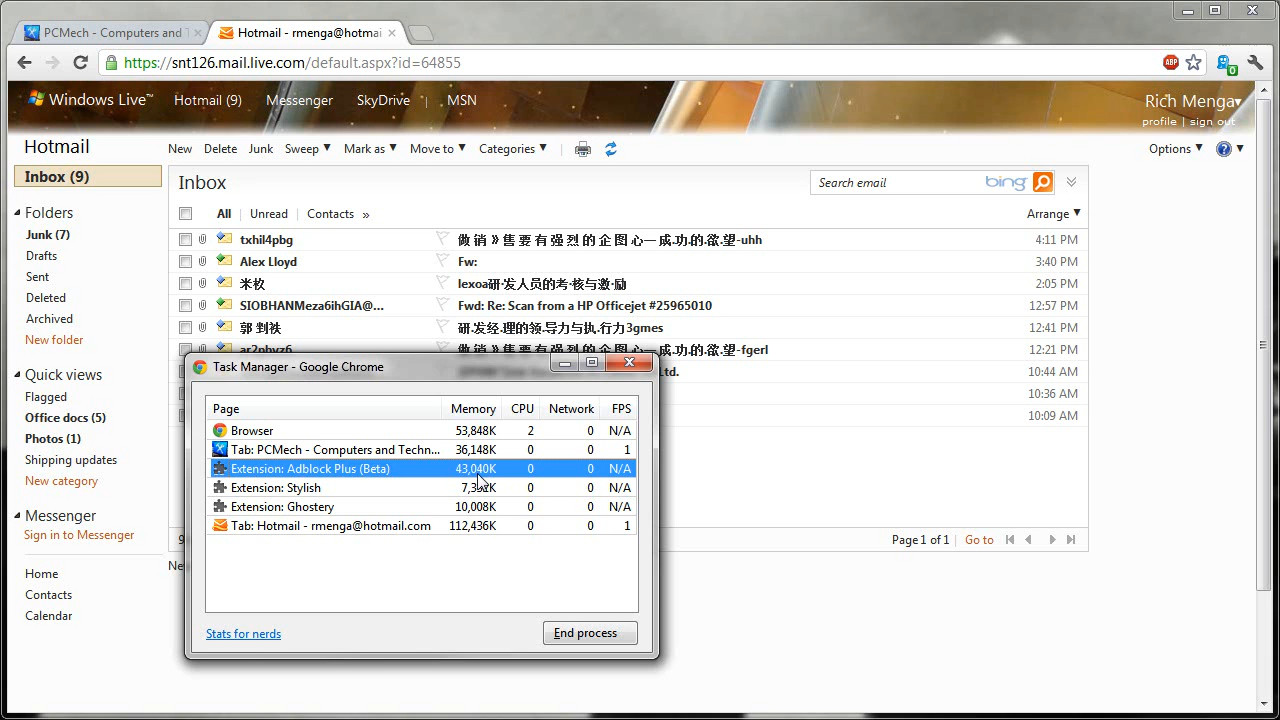 PCMech - Computers and T
Hotmail - rmenga@hotmai
https://snt126.mail.live.com/default.aspx?id=64855
ABP
0
Windows Live™
Hotmail (9)
Messenger
SkyDrive
MSN
Rich Menga
profile | sign out
Hotmail
New
Delete
Junk
Sweep
Mark as
Move to
Categories
Options
Inbox (9)
Folders
Junk (7)
Drafts
Sent
Deleted
Archived
New folder
Quick views
Flagged
Office docs (5)
Photos (1)
Shipping updates
New category
Messenger
Sign in to Messenger
Home
Contacts
Calendar
Inbox
Search email
bing
All
Unread
Contacts »
Arrange
txhil4pbg 做 销 》售 要 有 强 烈 的 企 图 心— 成.功.的.欲.望-uhh 4:11 PM
Alex Lloyd Fw: 3:40 PM
米枚 lexoa研·发人员的考·核与激·励 2:05 PM
SIOBHANMeza6ihGIA@... Fwd: Re: Scan from a HP Officejet #25965010 12:57 PM
郭 到袟 研.发经.理的领.导力与执.行力3gmes 12:41 PM
ar2pbyz6 做 销 》售 要 有 强 烈 的 企 图 心— 成.功.的.欲.望-fgerl 12:21 PM
Ltd. 10:44 AM
10:36 AM
10:09 AM
9
Page 1 of 1
Go to
Ne
Task Manager - Google Chrome
Page Memory CPU Network FPS
Browser 53,848K 2 0 N/A
Tab: PCMech - Computers and Techn... 36,148K 0 0 1
Extension: Adblock Plus (Beta) 43,040K 0 0 N/A
Extension: Stylish 0 0 N/A
Extension: Ghostery 10,008K 0 0 N/A
Tab: Hotmail - rmenga@hotmail.com 112,436K 0 0 1
Stats for nerds
End process